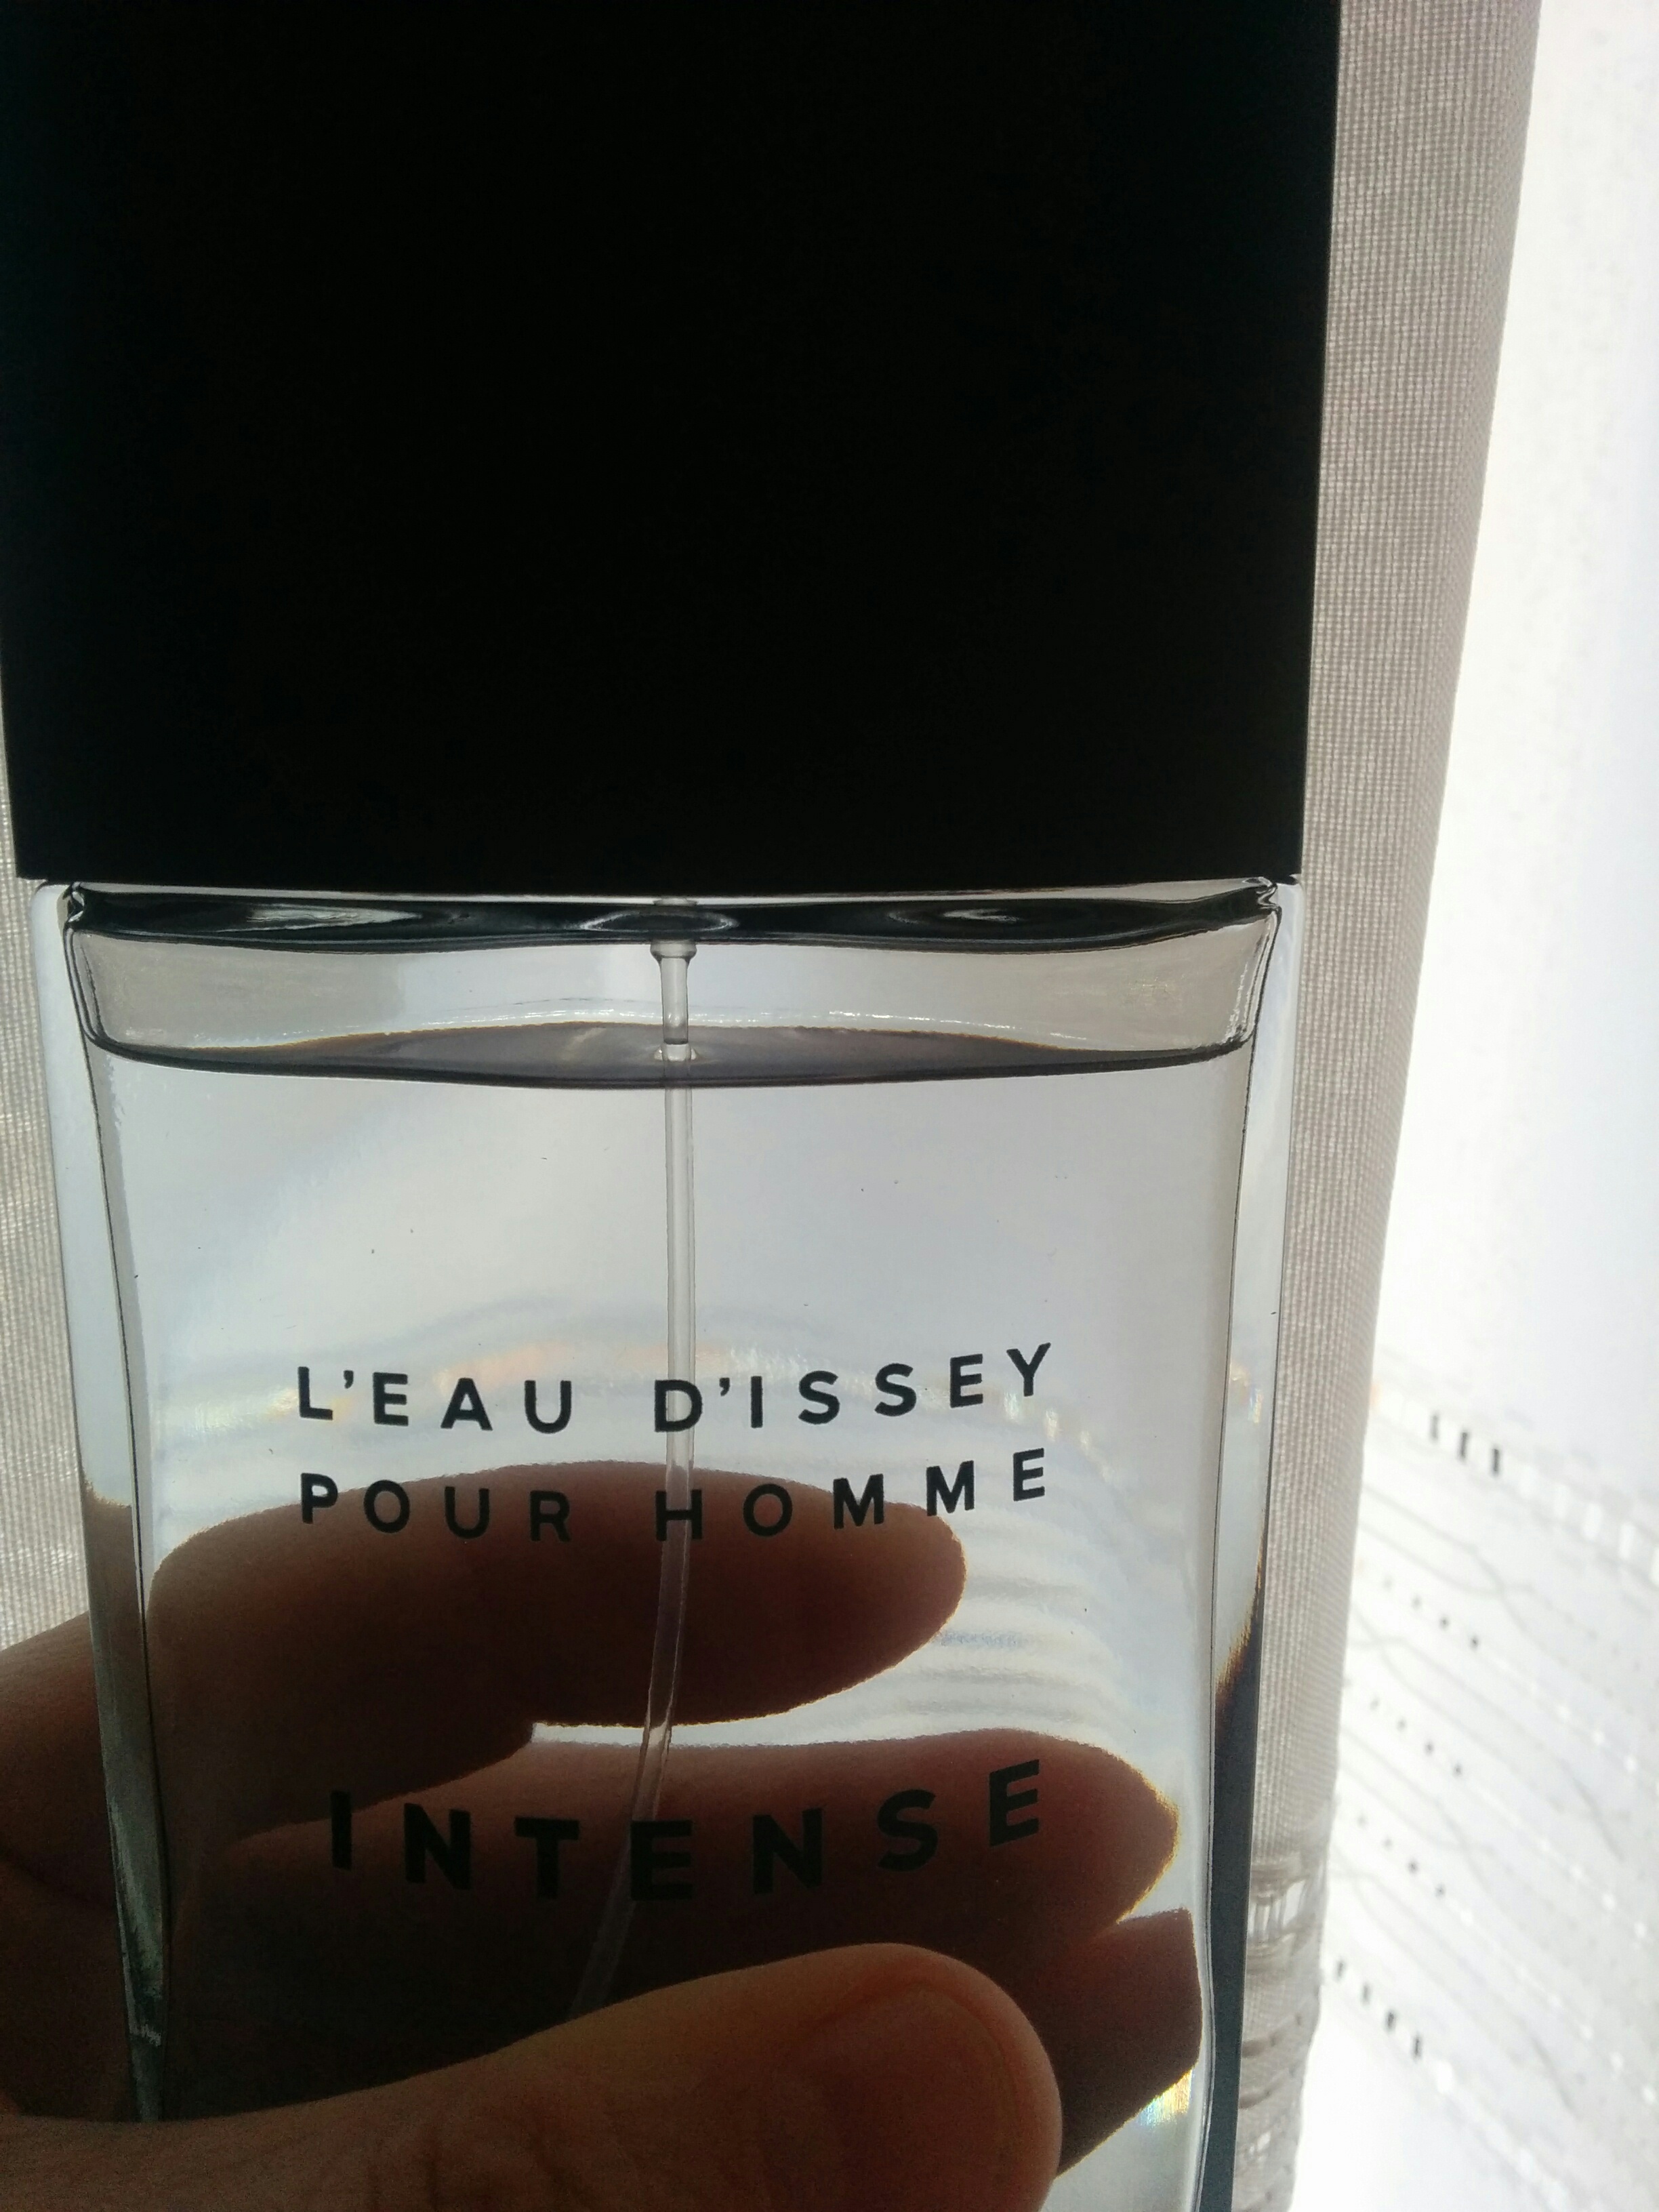 L'EAU D'ISSEY
POUR HOMME
INTENSE